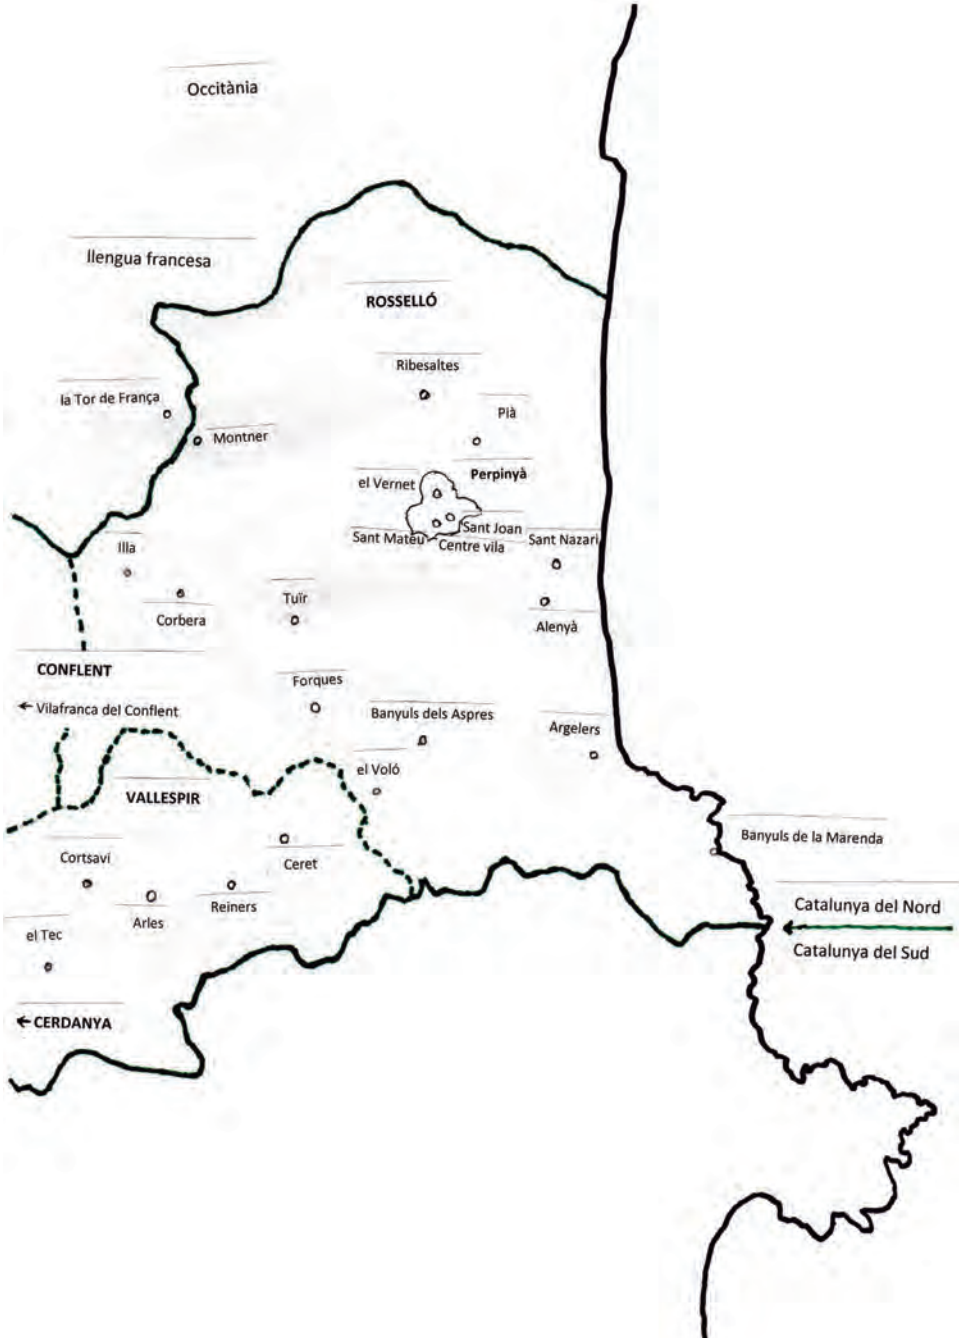 Occitània
llengua francesa
ROSSELLÓ
Ribesaltes
la Tor de França
Pià
Montner
Perpinyà
el Vernet
Sant Joan
Sant Mateu
Centre vila
Sant Nazari
Illa
Corbera
Tuïr
Alenyà
CONFLENT
← Vilafranca del Conflent
Forques
Banyuls dels Aspres
Argelers
el Voló
VALLESPIR
Banyuls de la Marenda
Cortsaví
Ceret
Reiners
Arles
el Tec
Catalunya del Nord
Catalunya del Sud
← CERDANYA